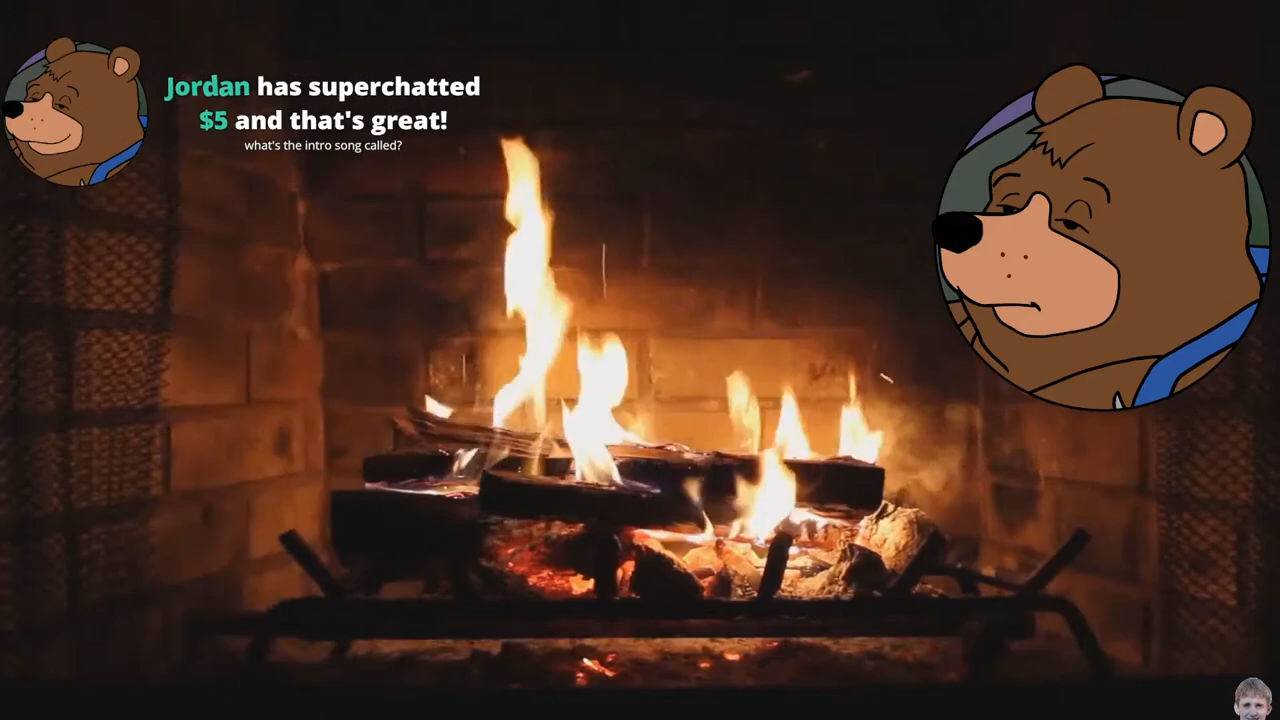 Jordan has superchatted
$5 and that's great!
what's the intro song called?